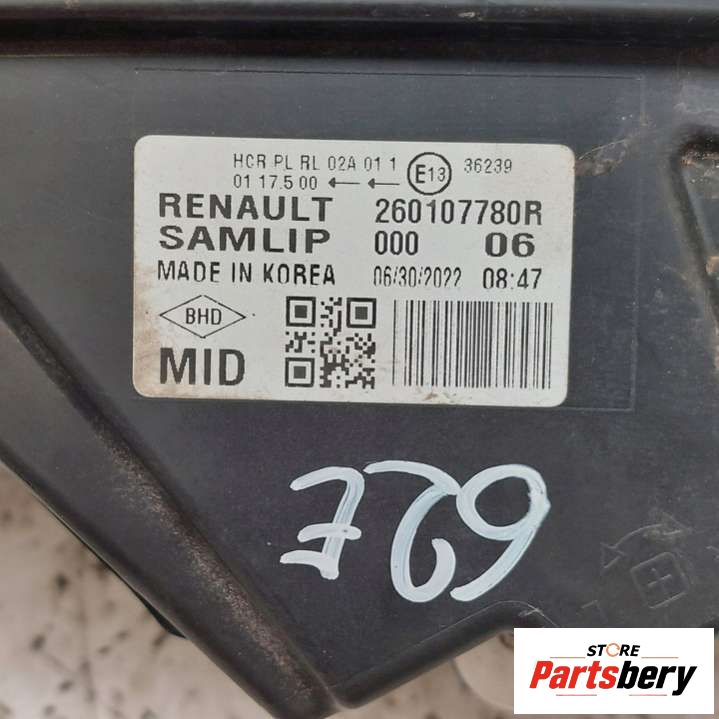 HCR PL RL 02A 01 1 E13 36239
01 17.5 00 ← ←
RENAULT 260107780R
SAMLIP 000 06
MADE IN KOREA 06/30/2022 08:47
BHD
MID
62E
STORE
Partsbery